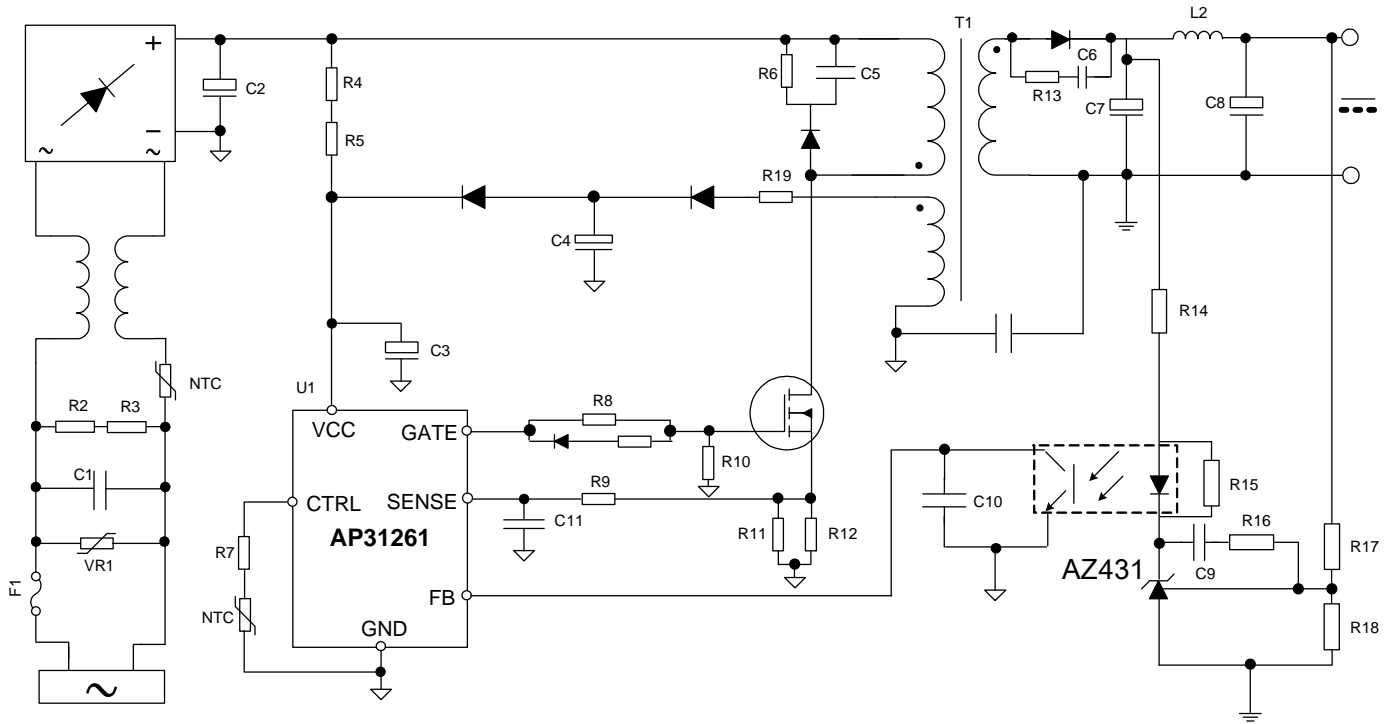 T1
L2
+
−
~
~
C2
R4
R5
R6
C5
C6
R13
C7
C8
R19
C4
R14
C3
NTC
U1
R2
R3
VCC
GATE
R8
R10
C1
CTRL
SENSE
R9
C11
AP31261
R11
R12
C10
R15
R16
C9
R17
VR1
R7
F1
NTC
FB
AZ431
GND
R18
~